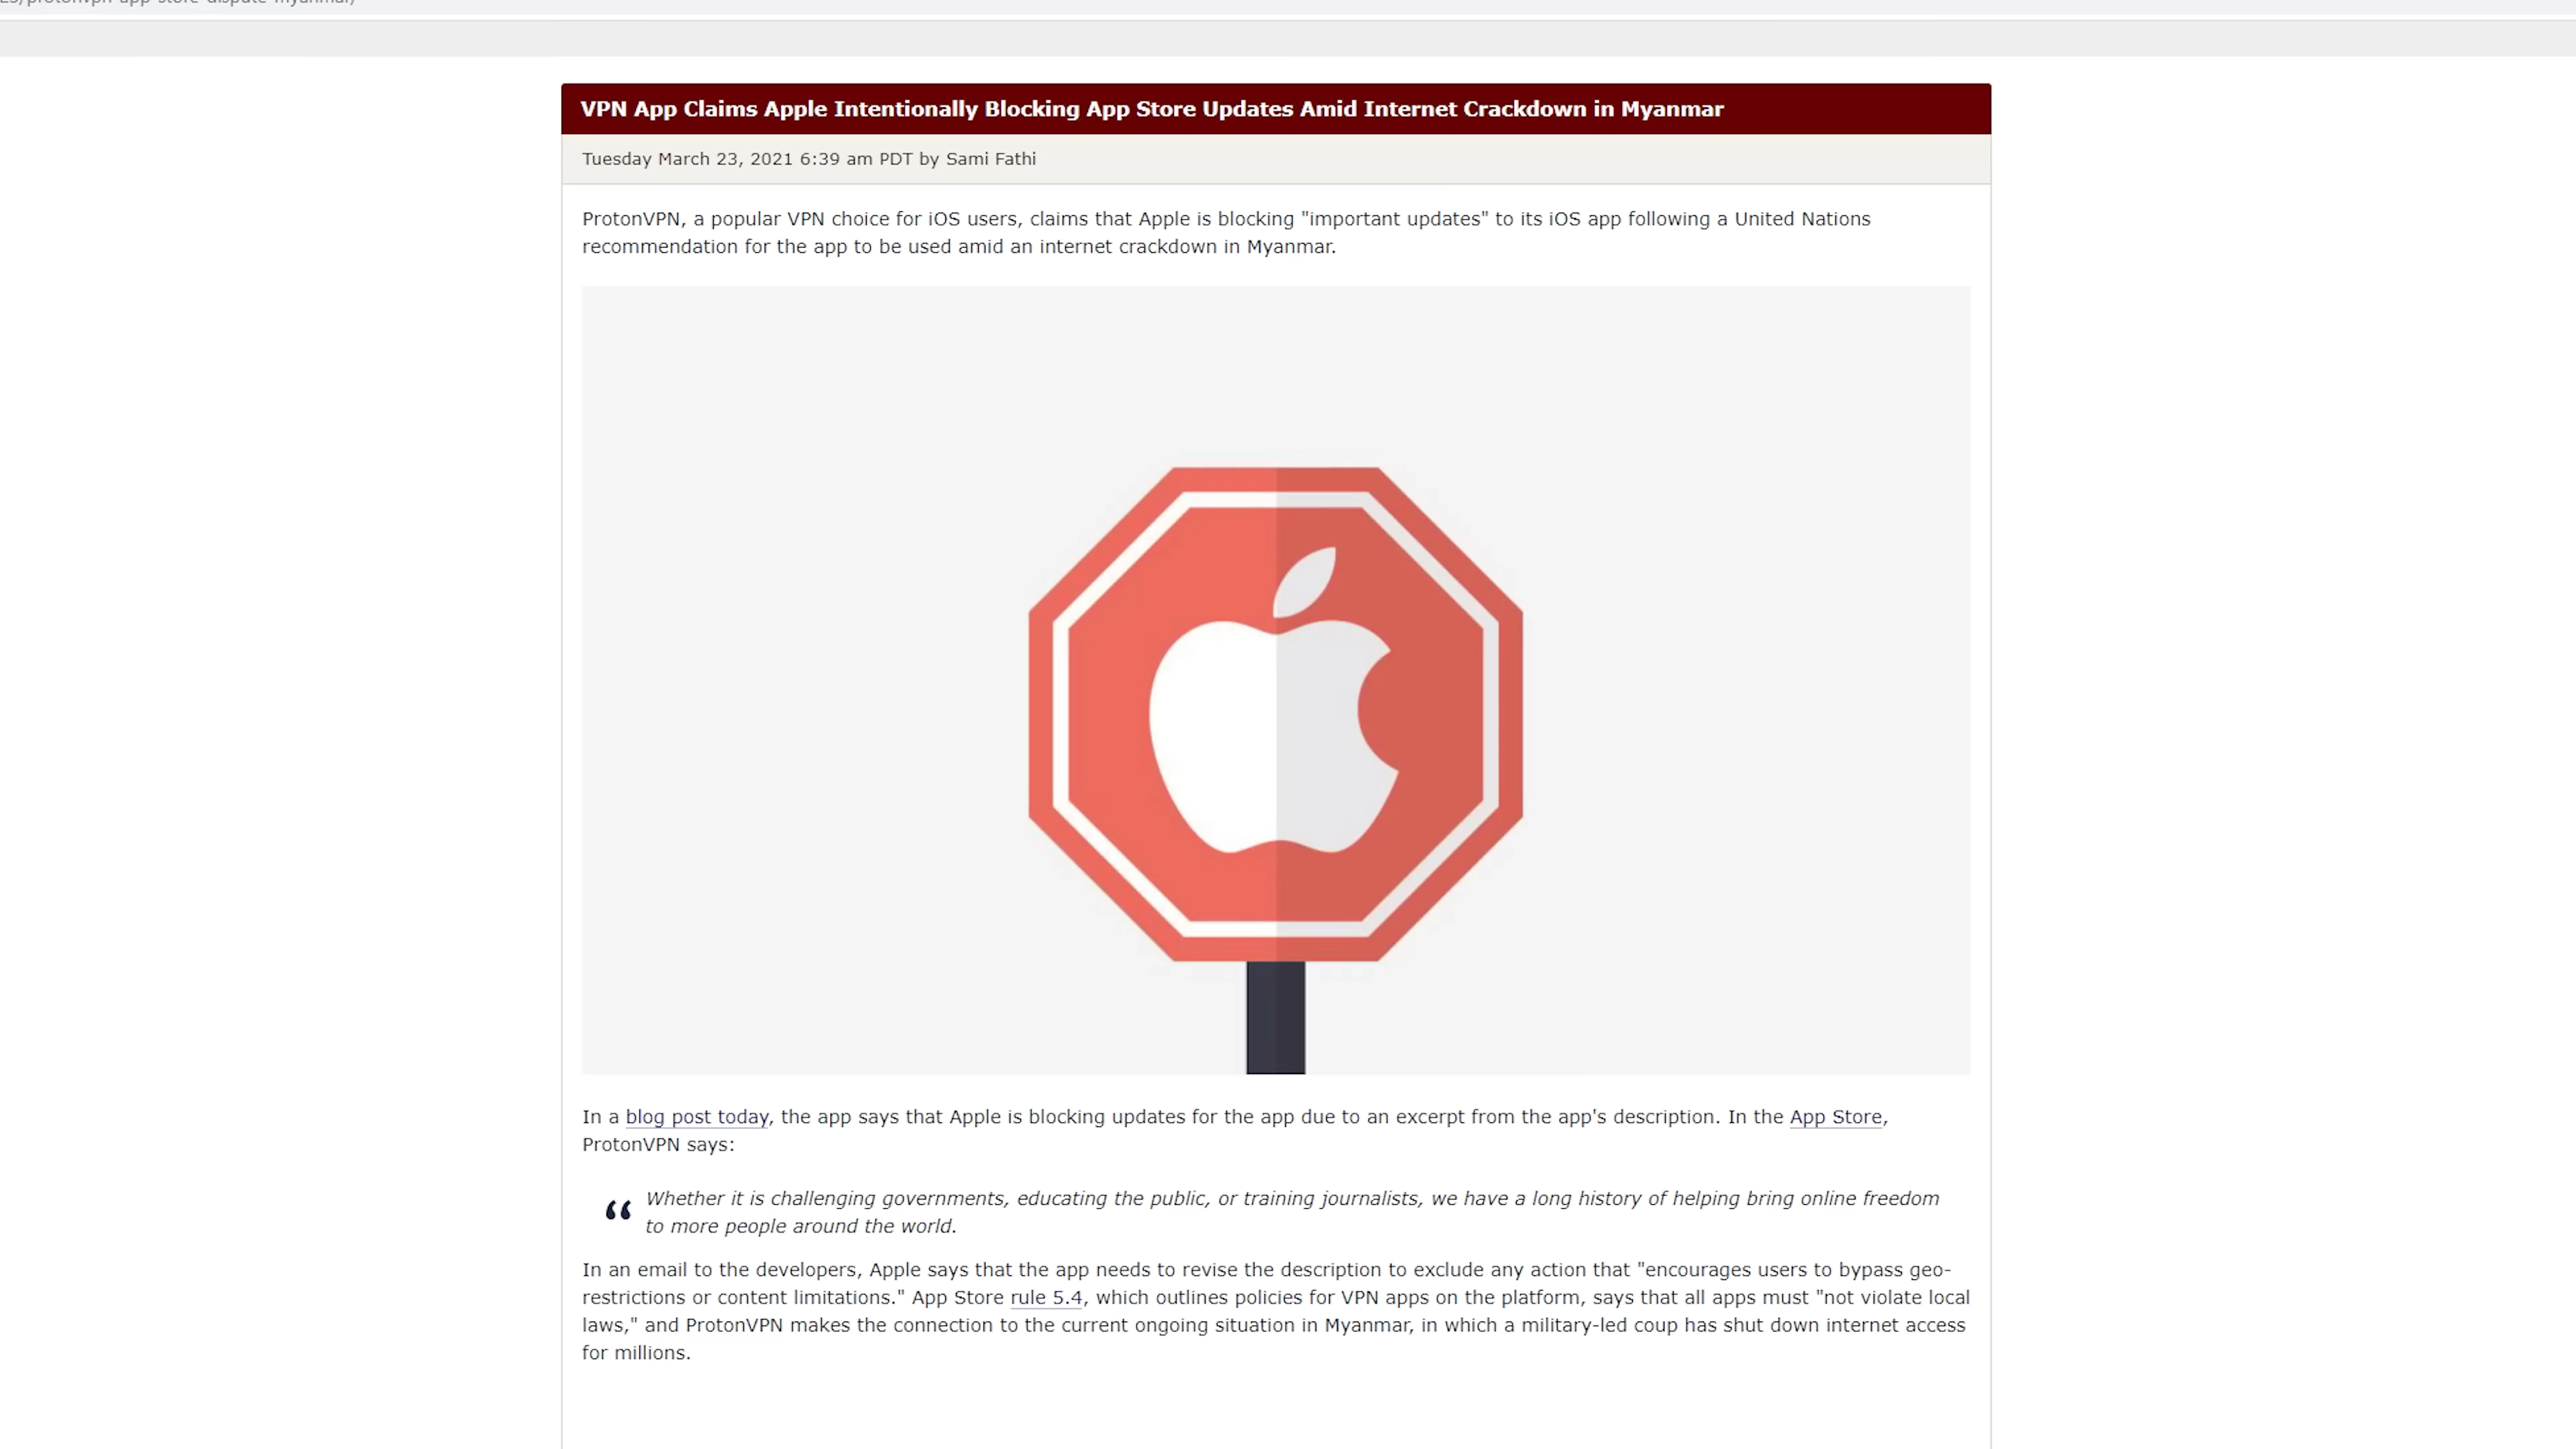 VPN App Claims Apple Intentionally Blocking App Store Updates Amid Internet Crackdown in Myanmar
Tuesday March 23, 2021 6:39 am PDT by Sami Fathi
ProtonVPN, a popular VPN choice for iOS users, claims that Apple is blocking "important updates" to its iOS app following a United Nations
recommendation for the app to be used amid an internet crackdown in Myanmar.
In a blog post today, the app says that Apple is blocking updates for the app due to an excerpt from the app's description. In the App Store,
ProtonVPN says:
“ Whether it is challenging governments, educating the public, or training journalists, we have a long history of helping bring online freedom
to more people around the world.
In an email to the developers, Apple says that the app needs to revise the description to exclude any action that "encourages users to bypass geo-
restrictions or content limitations." App Store rule 5.4, which outlines policies for VPN apps on the platform, says that all apps must "not violate local
laws," and ProtonVPN makes the connection to the current ongoing situation in Myanmar, in which a military-led coup has shut down internet access
for millions.